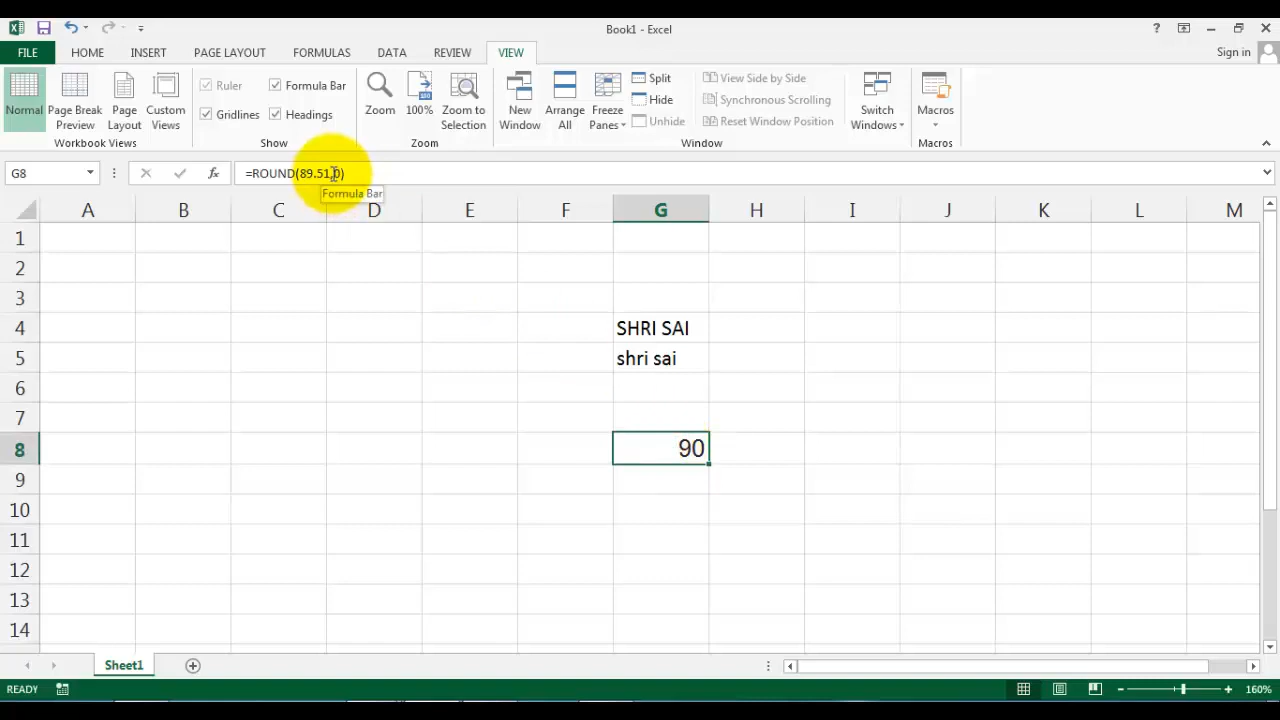 Book1 - Excel
Sign in
FILE HOME INSERT PAGE LAYOUT FORMULAS DATA REVIEW VIEW
Normal
Page Break Preview
Page Layout
Custom Views
Workbook Views
Ruler
Formula Bar
Gridlines
Headings
Show
Zoom
100%
Zoom to Selection
Zoom
New Window
Arrange All
Freeze Panes
Split
Hide
Unhide
View Side by Side
Synchronous Scrolling
Reset Window Position
Switch Windows
Window
Macros
Macros
G8
fx
=ROUND(89.51,0)
Formula Bar
A B C D E F G H I J K L M
1
2
3
4 SHRI SAI
5 shri sai
6
7
8 90
9
10
11
12
13
14
Sheet1
READY
160%